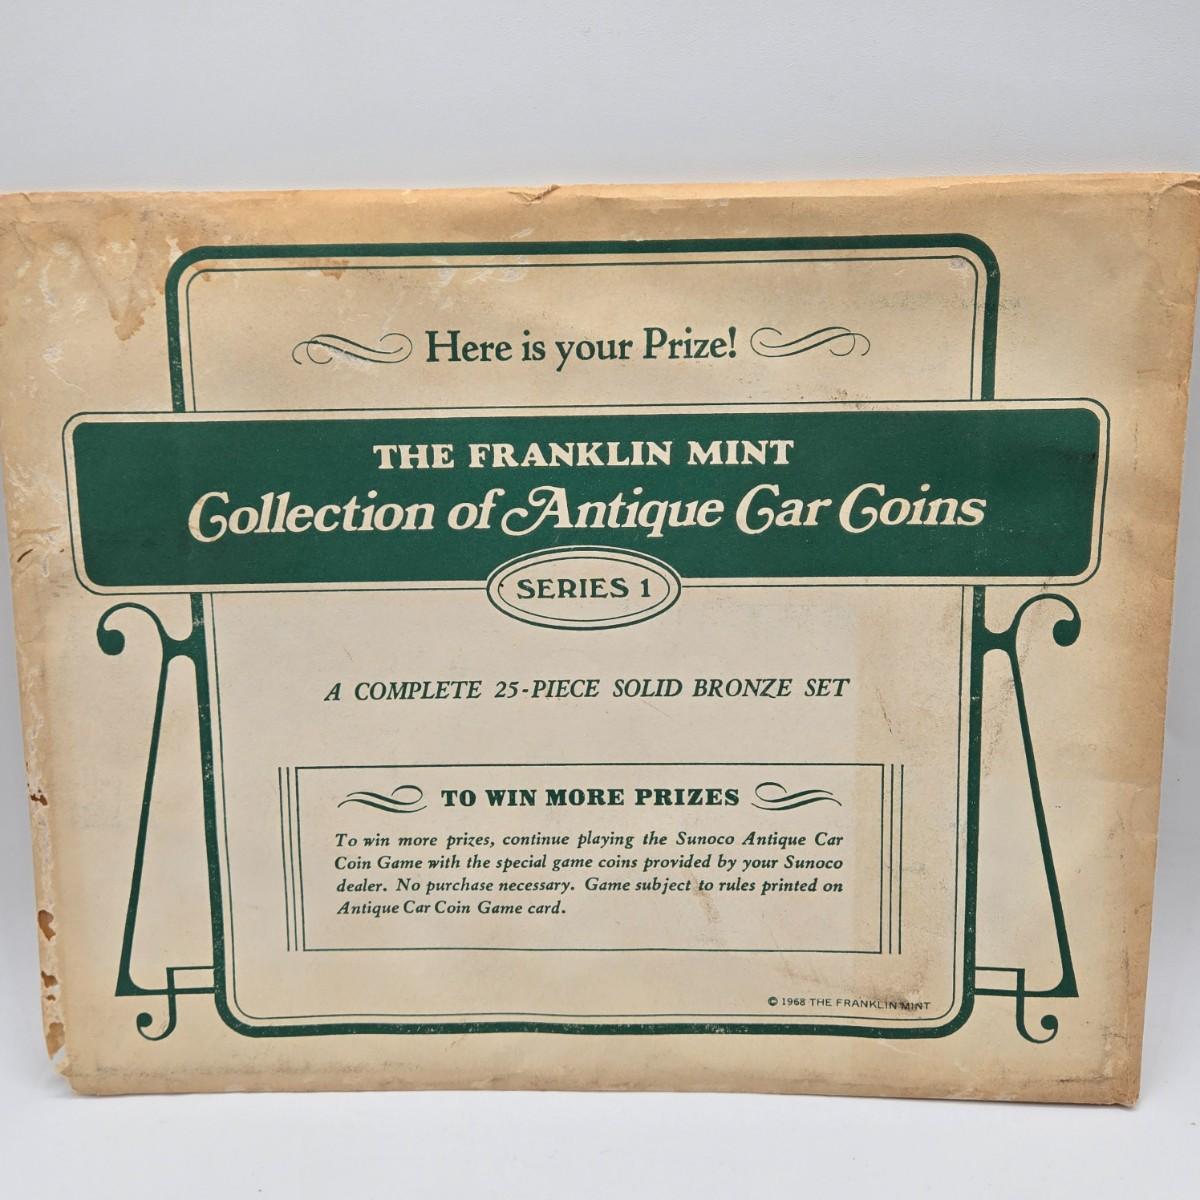 Here is your Prize!
THE FRANKLIN MINT
Collection of Antique Car Coins
SERIES 1
A COMPLETE 25-PIECE SOLID BRONZE SET
TO WIN MORE PRIZES
To win more prizes, continue playing the Sunoco Antique Car
Coin Game with the special game coins provided by your Sunoco
dealer. No purchase necessary. Game subject to rules printed on
Antique Car Coin Game card.
© 1968 THE FRANKLIN MINT